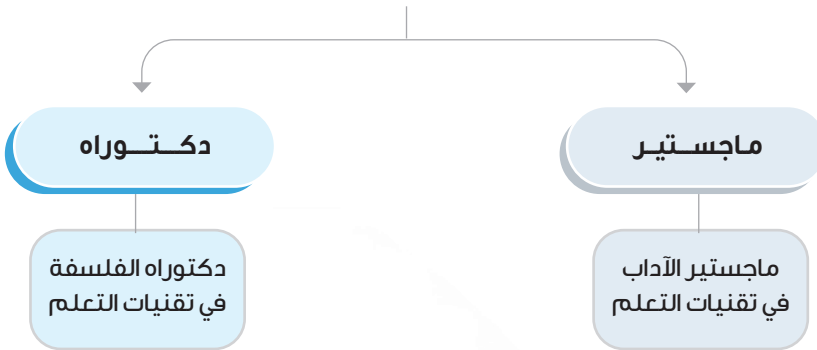 ماجستير
ماجستير الآداب
في تقنيات التعلم
دكتوراه
دكتوراه الفلسفة
في تقنيات التعلم